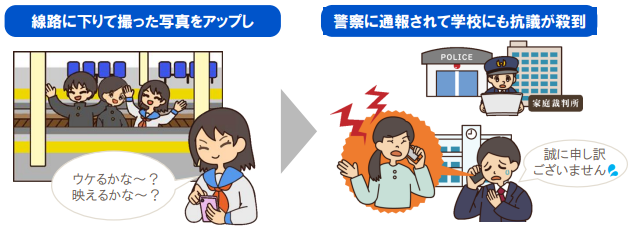 線路に下りて撮った写真をアップし
警察に通報されて学校にも抗議が殺到
POLICE
家庭裁判所
ウケるかな～？
映えるかな～？
誠に申し訳
ございません